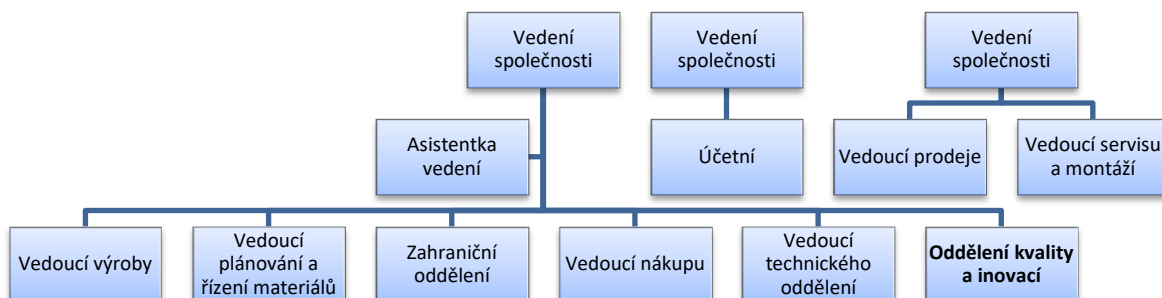 Vedení
společnosti
Vedení
společnosti
Vedení
společnosti
Asistentka
vedení
Účetní
Vedoucí prodeje
Vedoucí servisu
a montáží
Vedoucí výroby
Vedoucí
plánování a
řízení materiálů
Zahraniční
oddělení
Vedoucí nákupu
Vedoucí
technického
oddělení
Oddělení kvality
a inovací